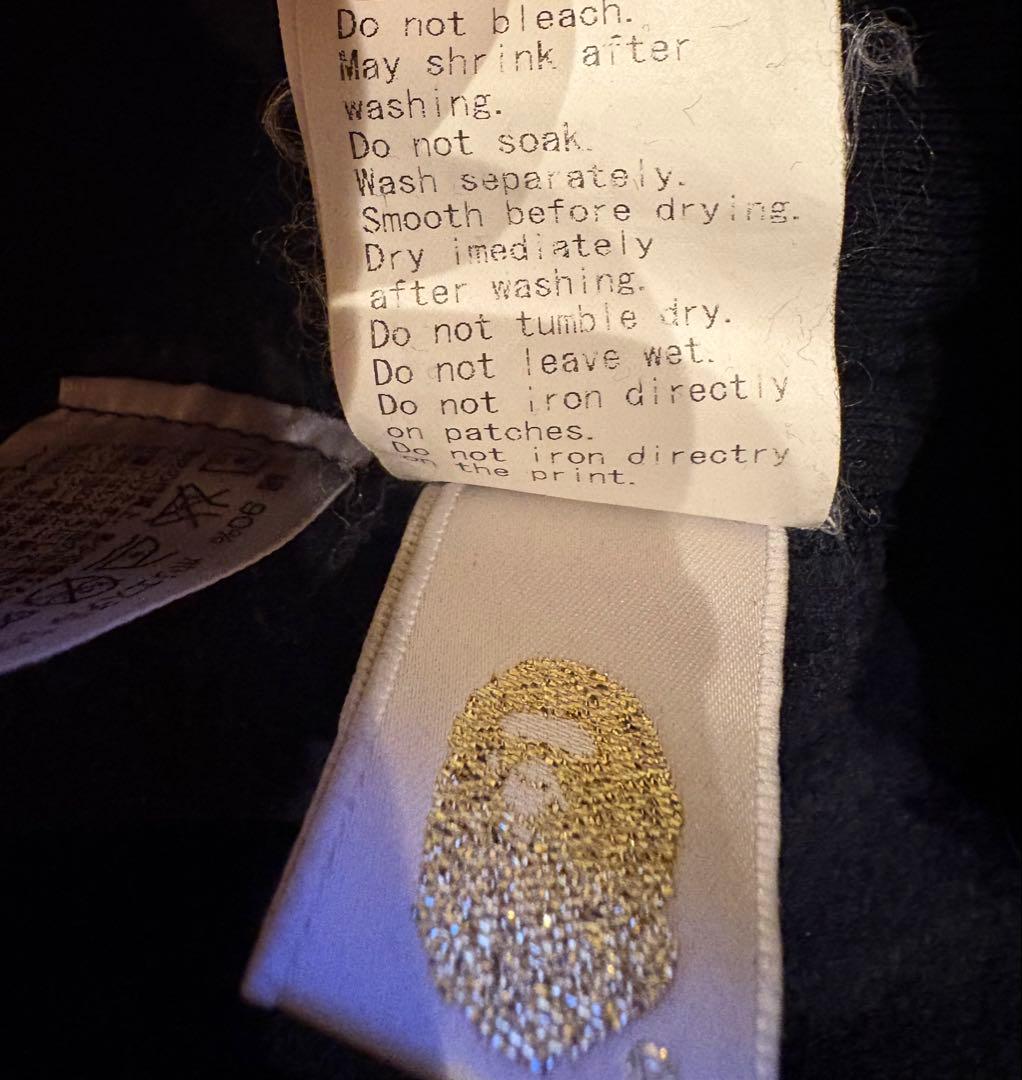 Do not bleach.
May shrink after
washing.
Do not soak.
Wash separately.
Smooth before drying.
Dry imediately
after washing.
Do not tumble dry.
Do not leave wet.
Do not iron directly
on patches.
Do not iron directry
on the print.
90%